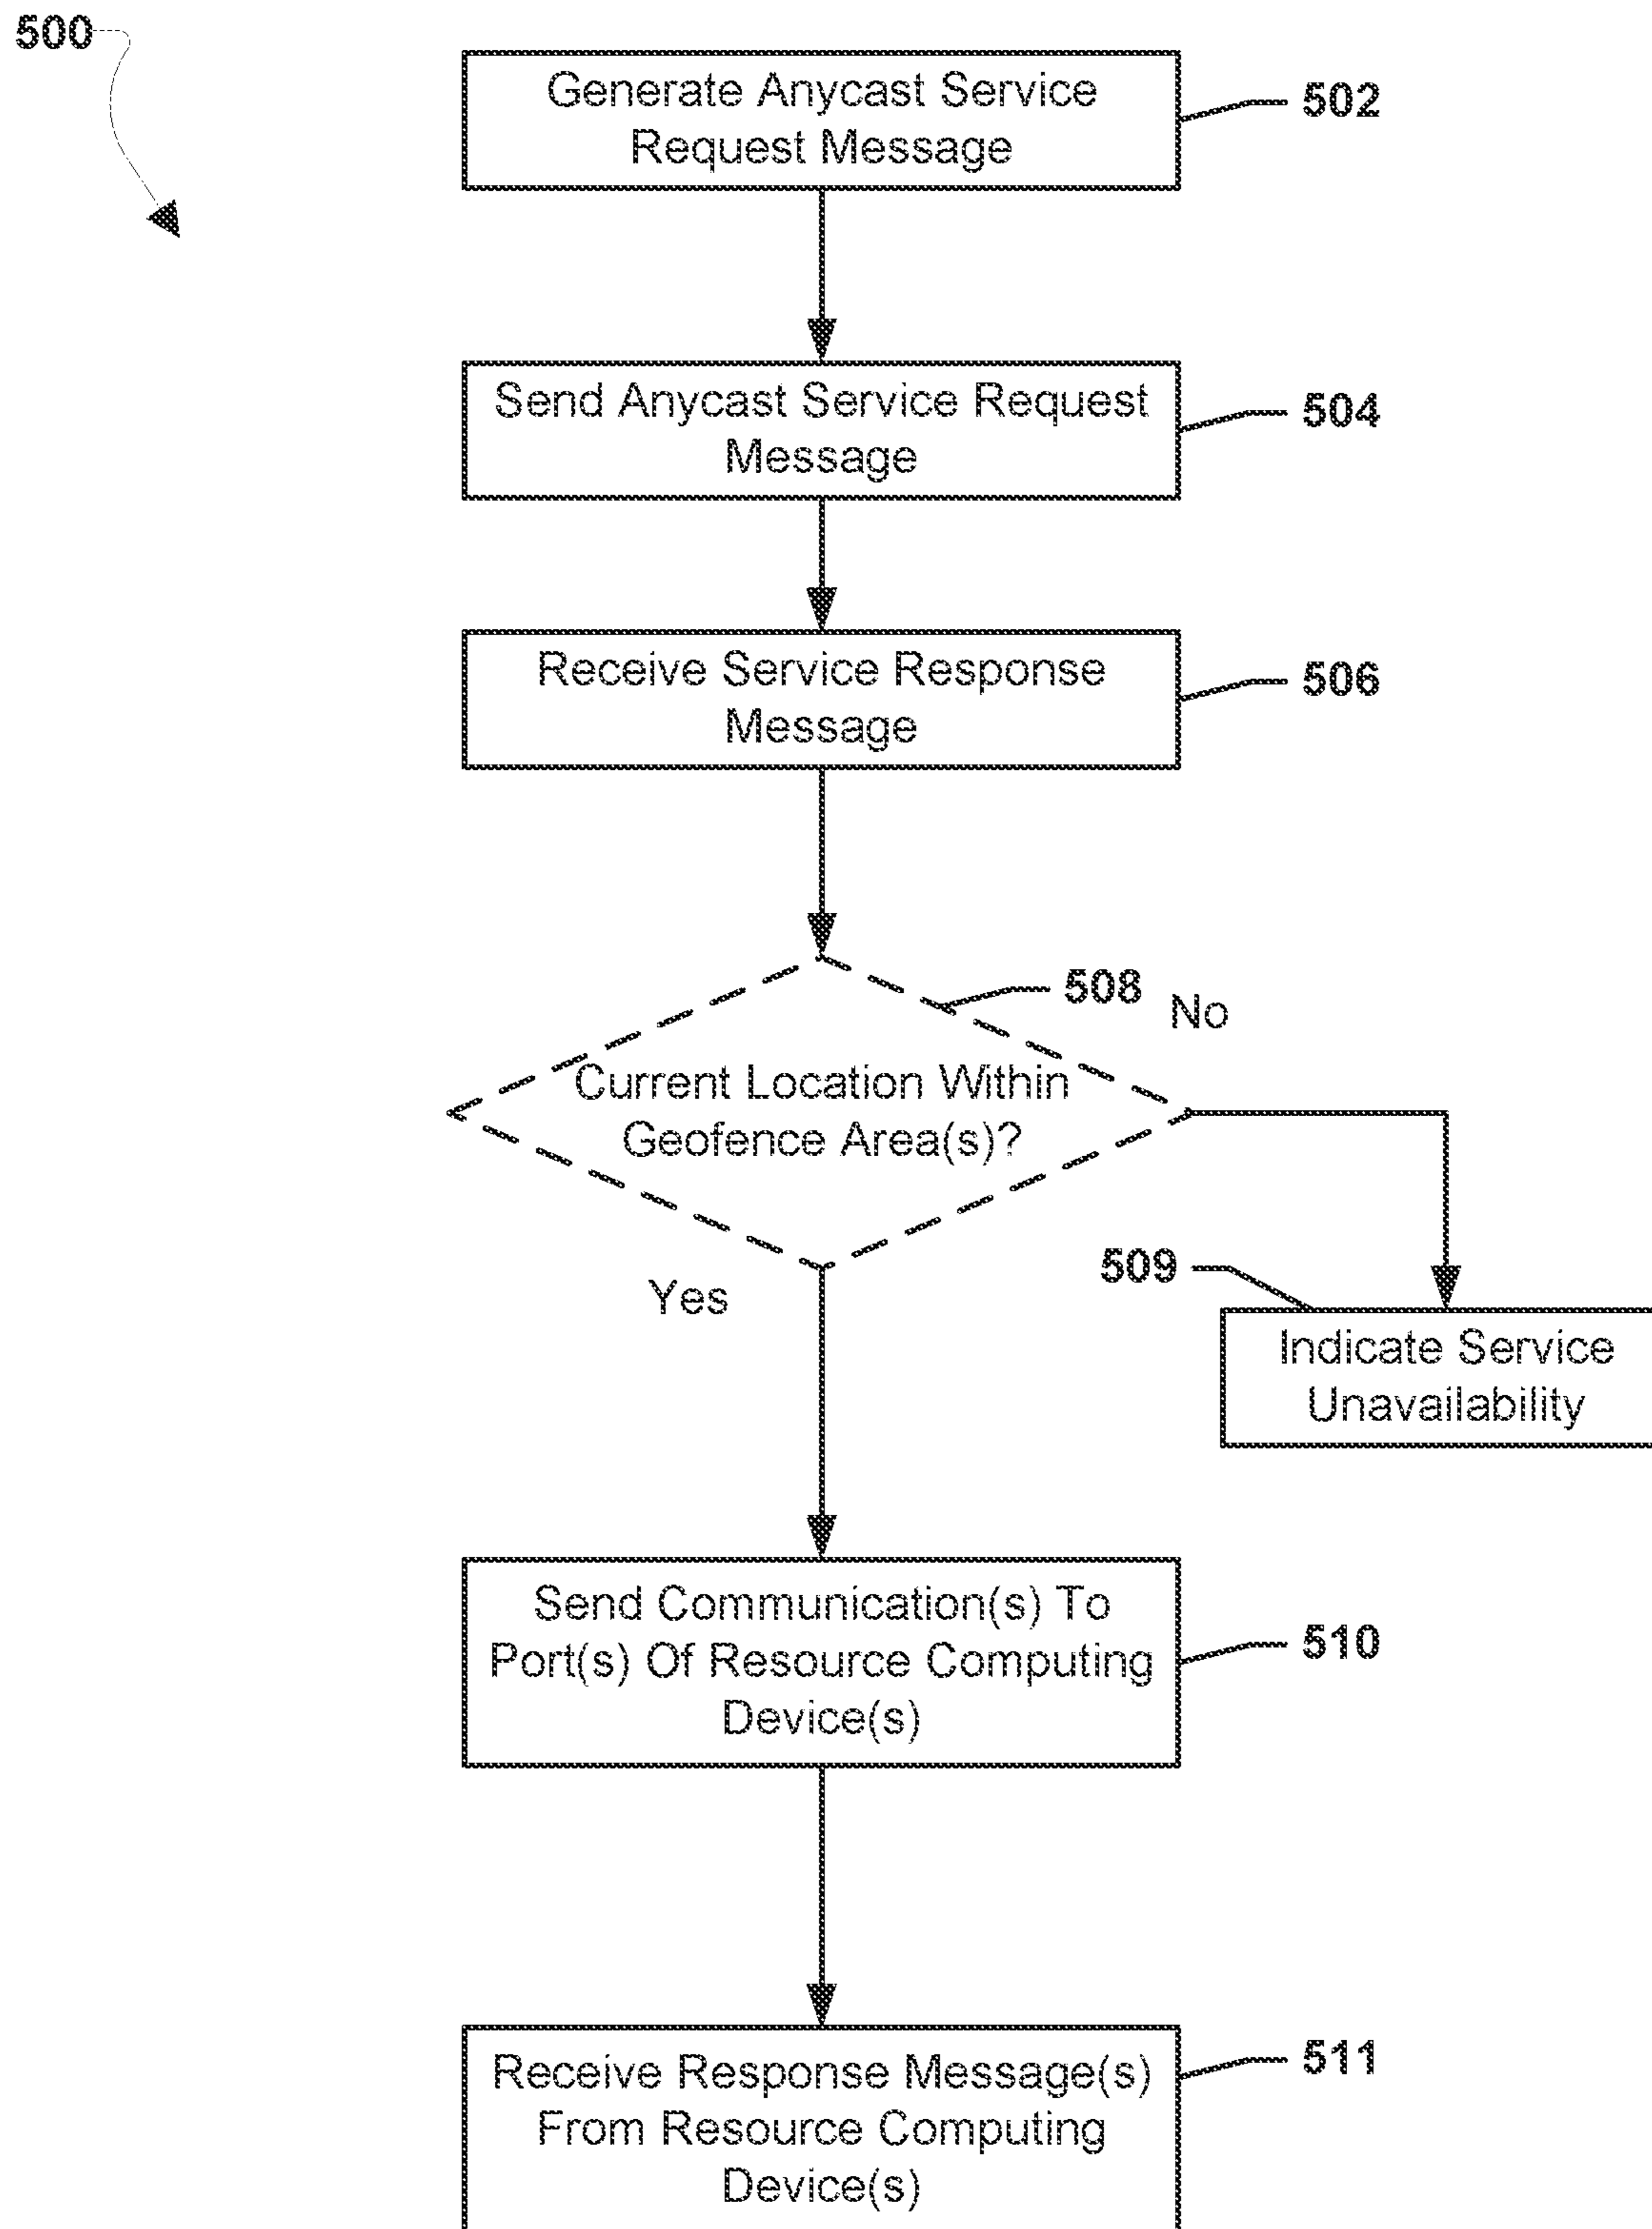 500
Generate Anycast Service
Request Message
502
Send Anycast Service Request
Message
504
Receive Service Response
Message
506
508
No
Current Location Within
Geofence Area(s)?
Yes
509
Indicate Service
Unavailability
Send Communication(s) To
Port(s) Of Resource Computing
Device(s)
510
Receive Response Message(s)
From Resource Computing
Device(s)
511